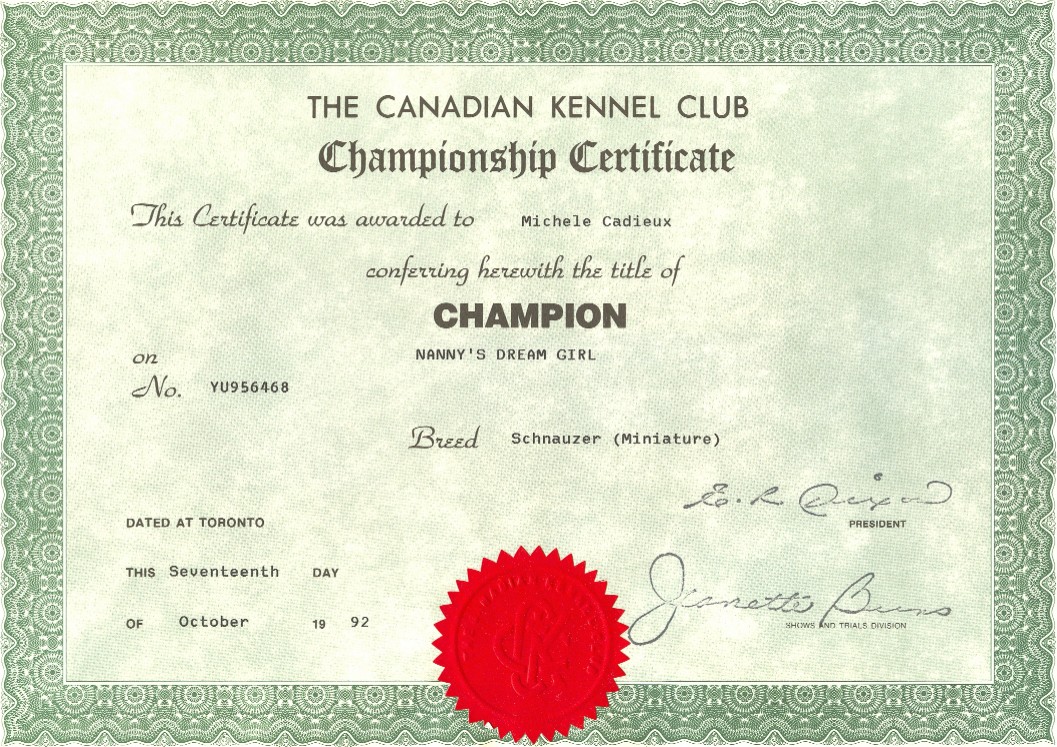 THE CANADIAN KENNEL CLUB
Championship Certificate
This Certificate was awarded to Michele Cadieux
conferring herewith the title of
CHAMPION
on NANNY'S DREAM GIRL
No. YU956468
Breed Schnauzer (Miniature)
PRESIDENT
DATED AT TORONTO
THIS Seventeenth DAY
Jeanette Burns
OF October 19 92
SHOWS AND TRIALS DIVISION